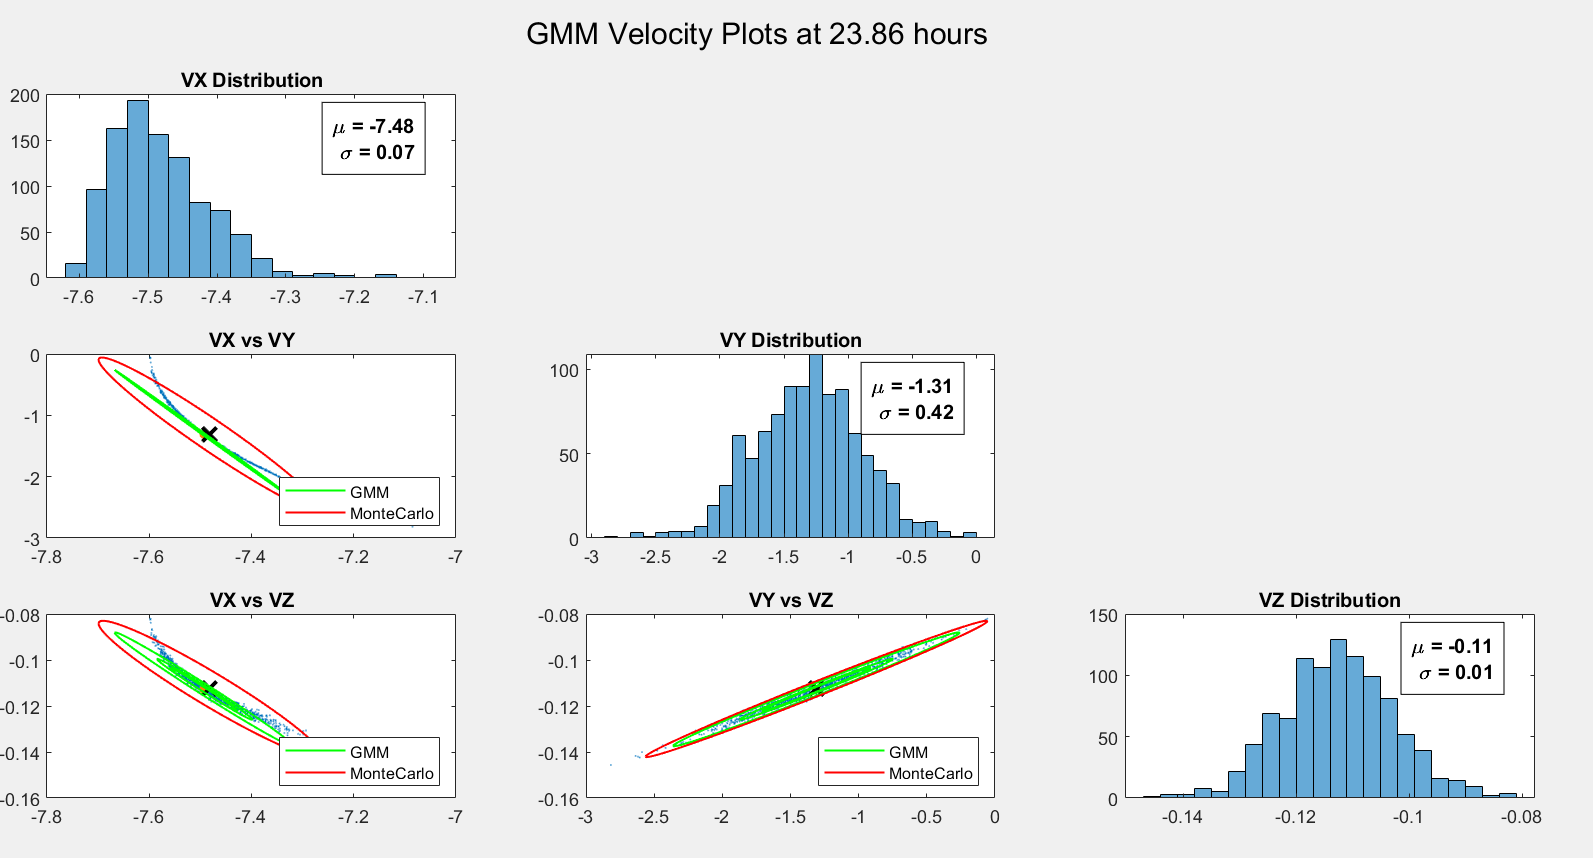 GMM Velocity Plots at 23.86 hours
VX Distribution
200
150
100
50
0
μ = -7.48
σ = 0.07
-7.6 -7.5 -7.4 -7.3 -7.2 -7.1
VX vs VY
0
-1
-2
-3
GMM
MonteCarlo
-7.8 -7.6 -7.4 -7.2 -7
VY Distribution
100
50
0
μ = -1.31
σ = 0.42
-3 -2.5 -2 -1.5 -1 -0.5 0
VX vs VZ
-0.08
-0.1
-0.12
-0.14
-0.16
GMM
MonteCarlo
-7.8 -7.6 -7.4 -7.2 -7
VY vs VZ
-0.08
-0.1
-0.12
-0.14
-0.16
GMM
MonteCarlo
-3 -2.5 -2 -1.5 -1 -0.5 0
VZ Distribution
150
100
50
0
μ = -0.11
σ = 0.01
-0.14 -0.12 -0.1 -0.08